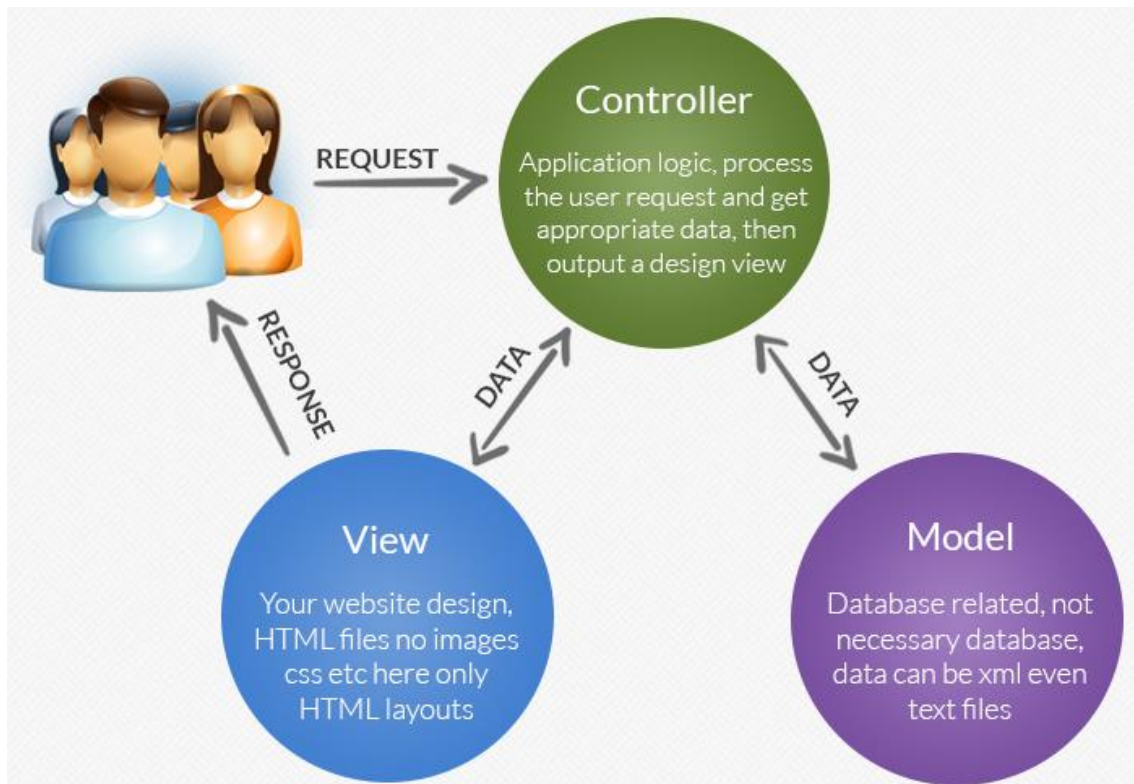 Controller
Application logic, process
the user request and get
appropriate data, then
output a design view
REQUEST
RESPONSE
DATA
DATA
View
Your website design,
HTML files no images
css etc here only
HTML layouts
Model
Database related, not
necessary database,
data can be xml even
text files